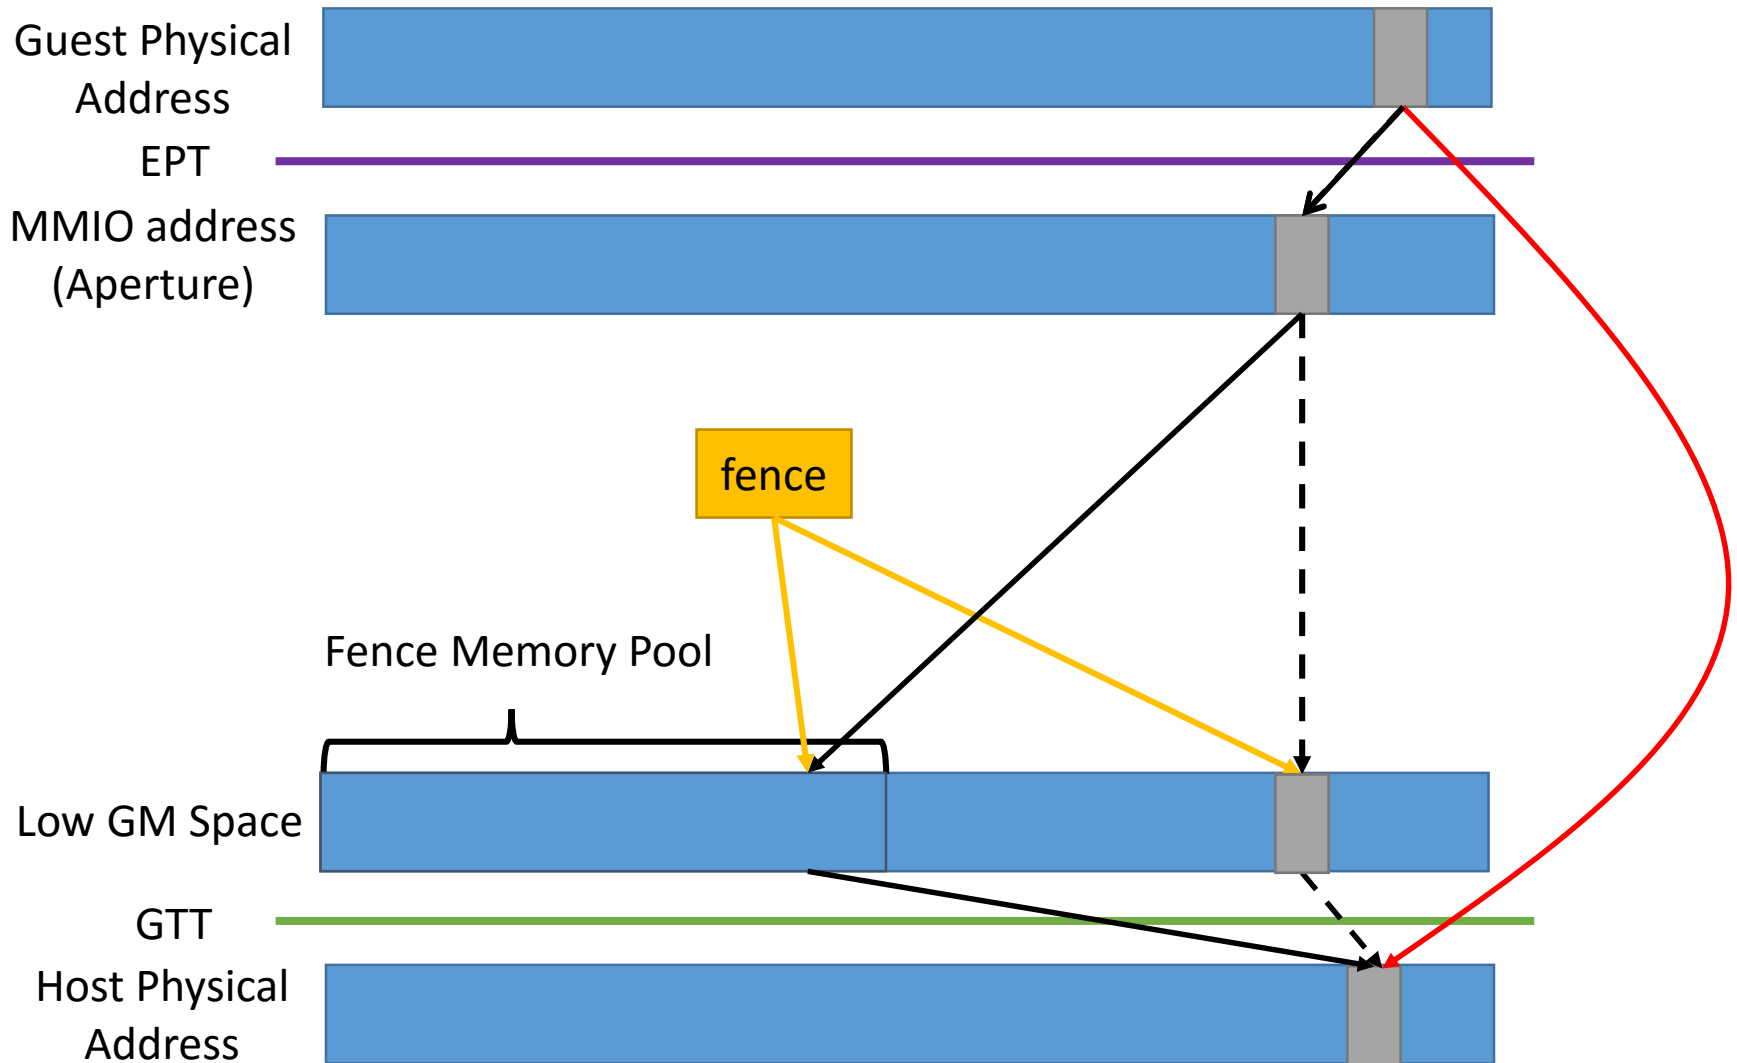 Guest Physical
Address
EPT
MMIO address
(Aperture)
fence
Fence Memory Pool
Low GM Space
GTT
Host Physical
Address